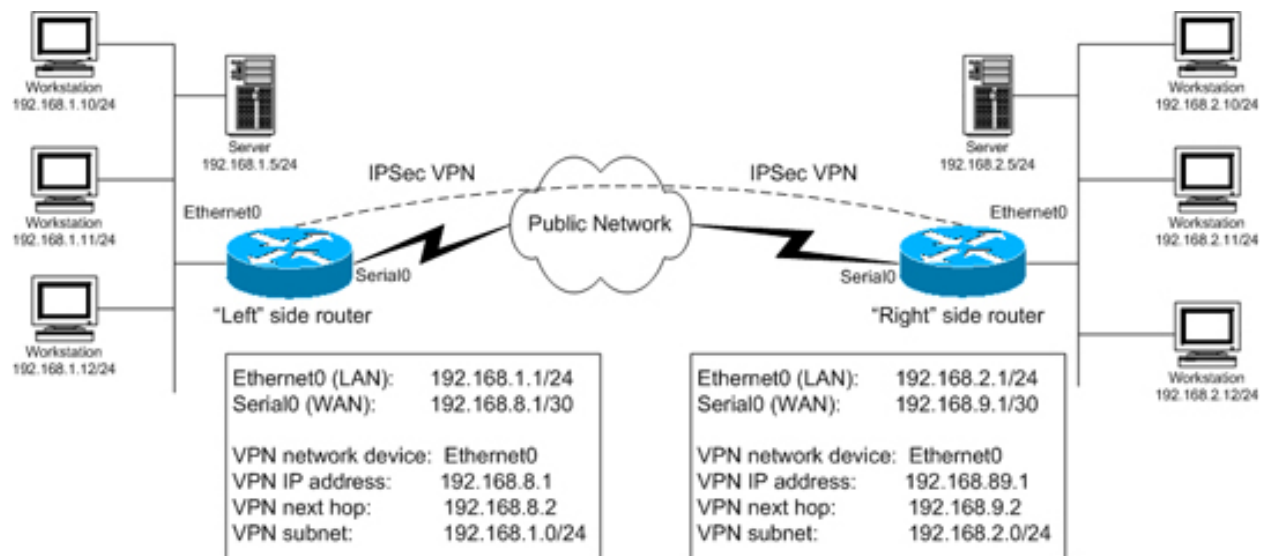 Workstation
192.168.1.10/24
Server
192.168.1.5/24
Workstation
192.168.1.11/24
Workstation
192.168.1.12/24
Ethernet0
Serial0
"Left" side router
IPSec VPN
Public Network
IPSec VPN
Server
192.168.2.5/24
Ethernet0
Serial0
"Right" side router
Workstation
192.168.2.10/24
Workstation
192.168.2.11/24
Workstation
192.168.2.12/24
Ethernet0 (LAN): 192.168.1.1/24
Serial0 (WAN): 192.168.8.1/30
VPN network device: Ethernet0
VPN IP address: 192.168.8.1
VPN next hop: 192.168.8.2
VPN subnet: 192.168.1.0/24
Ethernet0 (LAN): 192.168.2.1/24
Serial0 (WAN): 192.168.9.1/30
VPN network device: Ethernet0
VPN IP address: 192.168.89.1
VPN next hop: 192.168.9.2
VPN subnet: 192.168.2.0/24